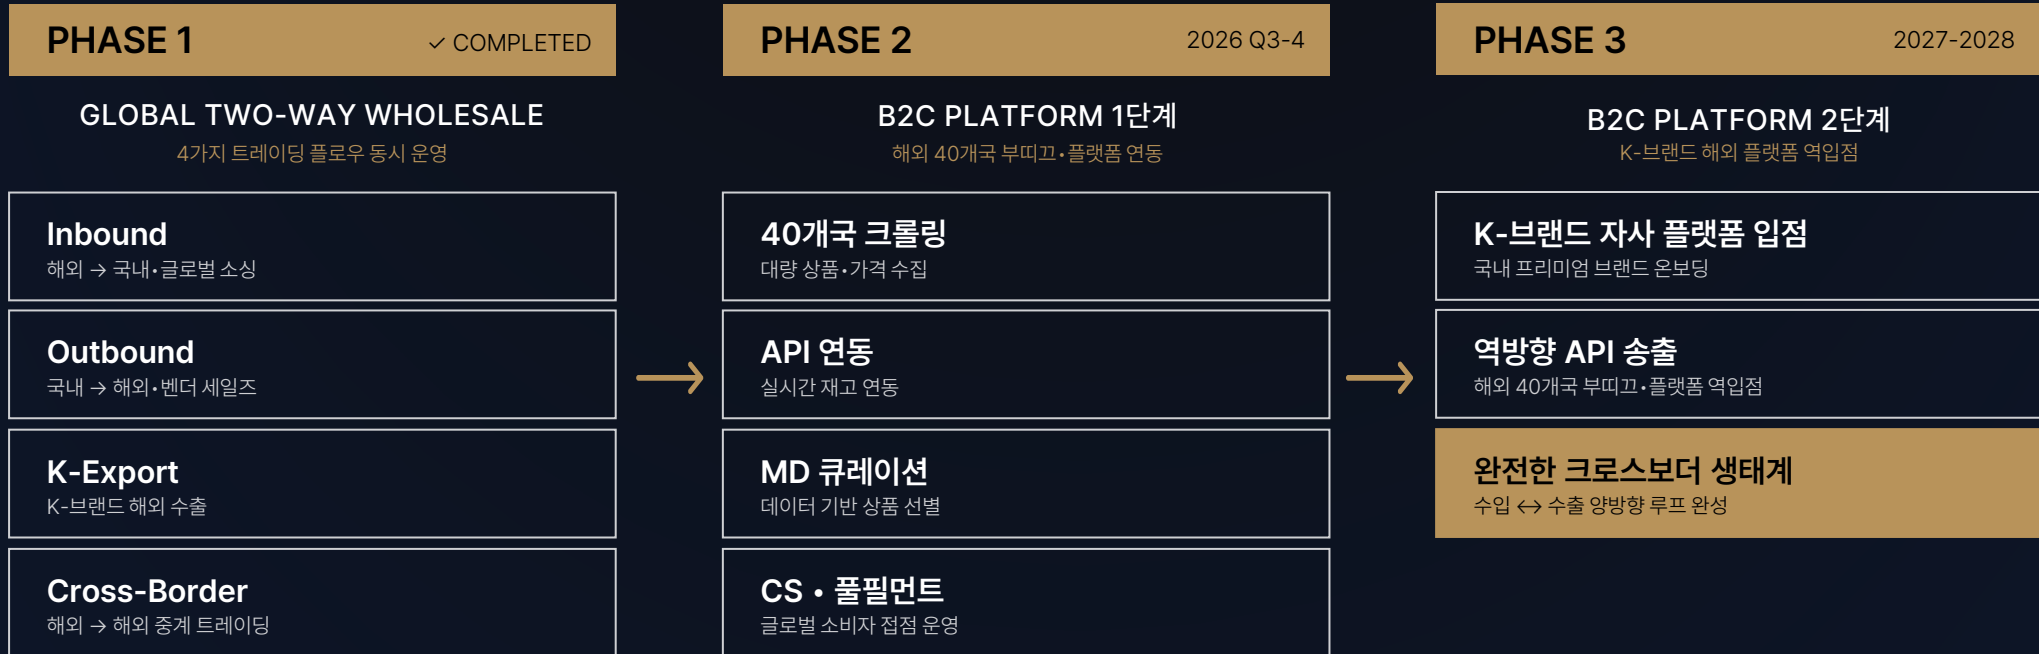 PHASE 1
✓ COMPLETED
GLOBAL TWO-WAY WHOLESALE
4가지 트레이딩 플로우 동시 운영
Inbound
해외 → 국내•글로벌 소싱
Outbound
국내 → 해외•벤더 세일즈
K-Export
K-브랜드 해외 수출
Cross-Border
해외 → 해외 중계 트레이딩
PHASE 2
2026 Q3-4
B2C PLATFORM 1단계
해외 40개국 부띠끄•플랫폼 연동
40개국 크롤링
대량 상품•가격 수집
API 연동
실시간 재고 연동
MD 큐레이션
데이터 기반 상품 선별
CS • 풀필먼트
글로벌 소비자 접점 운영
PHASE 3
2027-2028
B2C PLATFORM 2단계
K-브랜드 해외 플랫폼 역입점
K-브랜드 자사 플랫폼 입점
국내 프리미엄 브랜드 온보딩
역방향 API 송출
해외 40개국 부띠끄•플랫폼 역입점
완전한 크로스보더 생태계
수입 ↔ 수출 양방향 루프 완성